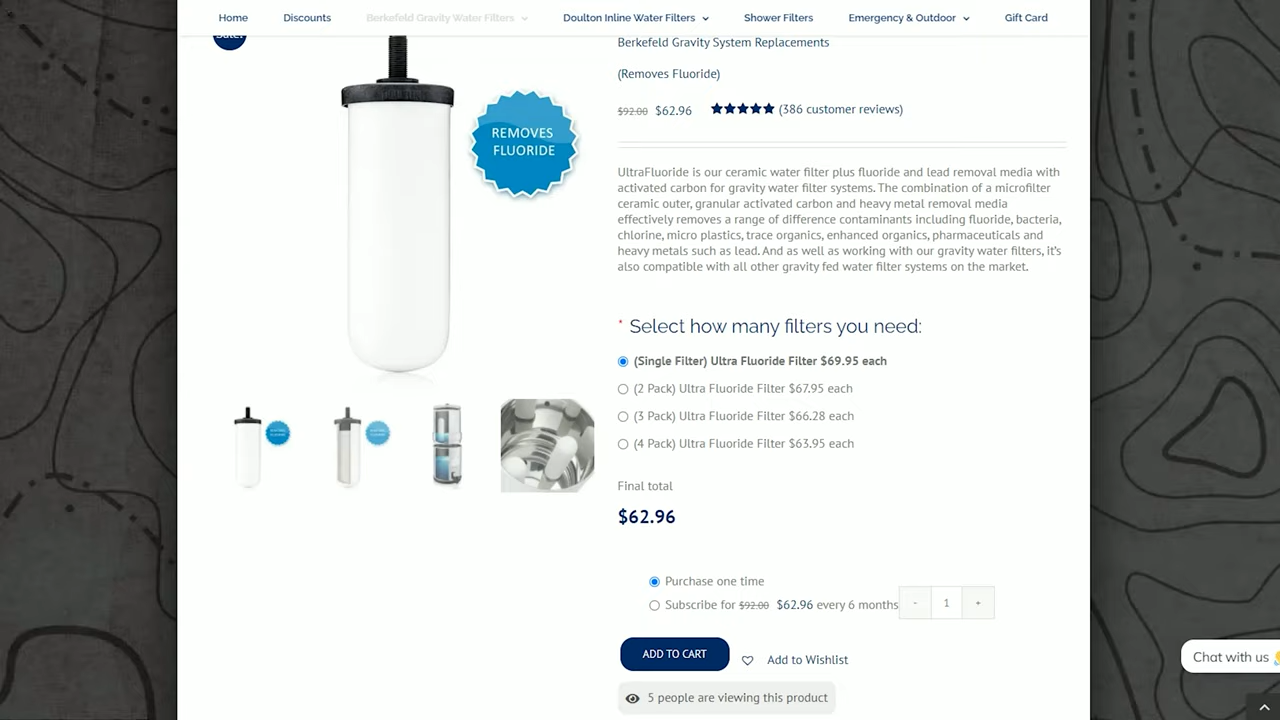 Home Discounts Berkefeld Gravity Water Filters Doulton Inline Water Filters Shower Filters Emergency & Outdoor Gift Card
Sale!
REMOVES
FLUORIDE
Berkefeld Gravity System Replacements
(Removes Fluoride)
$92.00 $62.96 (386 customer reviews)
UltraFluoride is our ceramic water filter plus fluoride and lead removal media with
activated carbon for gravity water filter systems. The combination of a microfilter
ceramic outer, granular activated carbon and heavy metal removal media
effectively removes a range of difference contaminants including fluoride, bacteria,
chlorine, micro plastics, trace organics, enhanced organics, pharmaceuticals and
heavy metals such as lead. And as well as working with our gravity water filters, it's
also compatible with all other gravity fed water filter systems on the market.
* Select how many filters you need:
(Single Filter) Ultra Fluoride Filter $69.95 each
(2 Pack) Ultra Fluoride Filter $67.95 each
(3 Pack) Ultra Fluoride Filter $66.28 each
(4 Pack) Ultra Fluoride Filter $63.95 each
Final total
$62.96
Purchase one time
Subscribe for $92.00 $62.96 every 6 months - 1 +
ADD TO CART Add to Wishlist
5 people are viewing this product
Chat with us